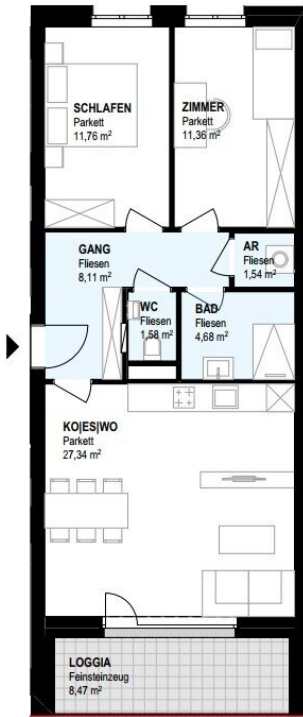 SCHLAFEN
Parkett
11,76 m²
ZIMMER
Parkett
11,36 m²
GANG
Fliesen
8,11 m²
AR
Fliesen
1,54 m²
WC
Fliesen
1,58 m²
BAD
Fliesen
4,68 m²
KO|ES|WO
Parkett
27,34 m²
LOGGIA
Feinsteinzeug
8,47 m²